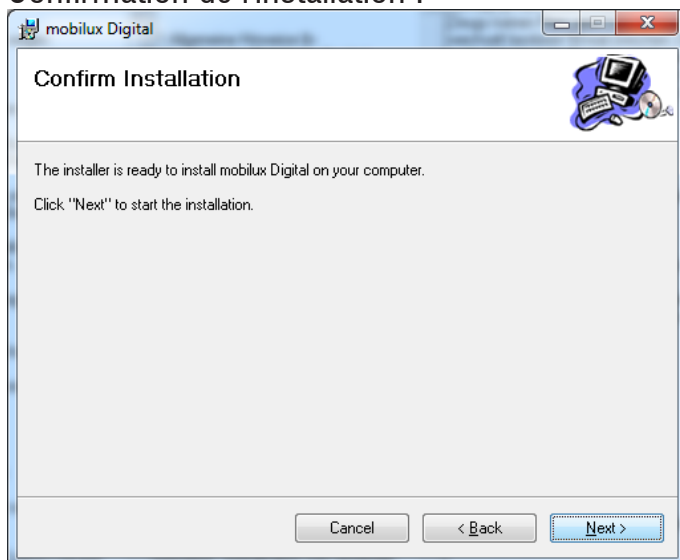 Confirmation de l'installation :
mobilux Digital
Confirm Installation
The installer is ready to install mobilux Digital on your computer.
Click "Next" to start the installation.
Cancel
< Back
Next >